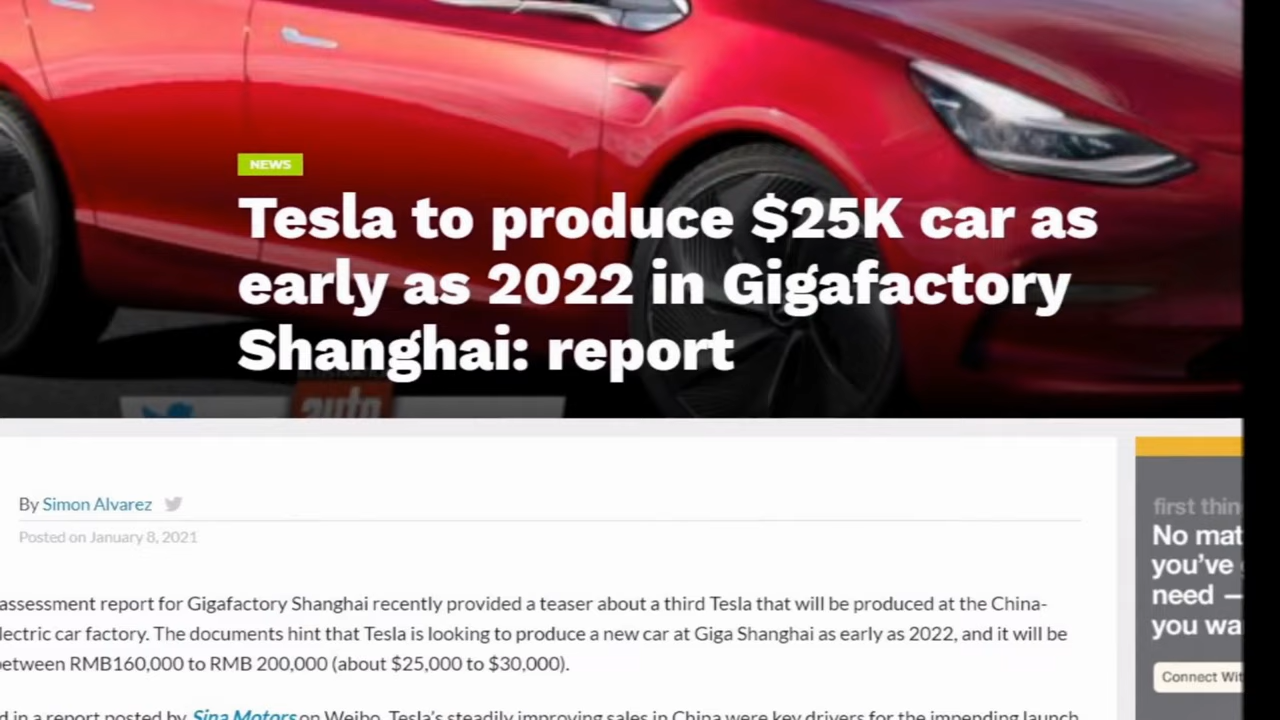 NEWS
Tesla to produce $25K car as
early as 2022 in Gigafactory
Shanghai: report
auto
By Simon Alvarez
Posted on January 8, 2021
assessment report for Gigafactory Shanghai recently provided a teaser about a third Tesla that will be produced at the China-
lectric car factory. The documents hint that Tesla is looking to produce a new car at Giga Shanghai as early as 2022, and it will be
between RMB160,000 to RMB 200,000 (about $25,000 to $30,000).
d in a report posted by Sina Motors on Weibo, Tesla's steadily improving sales in China were key drivers for the impending launch
first thin
No mat
you've
need —
you wa
Connect Wit